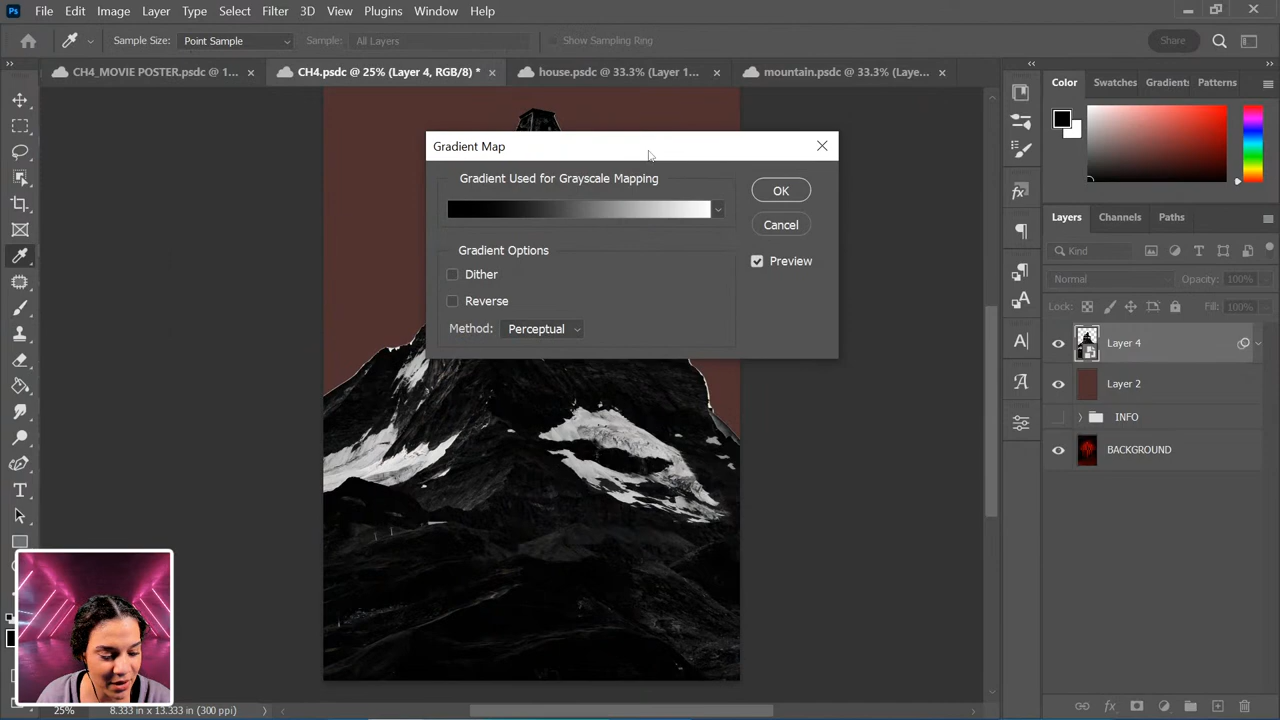 Ps File Edit Image Layer Type Select Filter 3D View Plugins Window Help
Sample Size: Point Sample Sample: All Layers Show Sampling Ring Share
CH4_MOVIE POSTER.psdc @ 1... CH4.psdc @ 25% (Layer 4, RGB/8) * house.psdc @ 33.3% (Layer 1... mountain.psdc @ 33.3% (Laye...
Color Swatches Gradient: Patterns
Gradient Map
Gradient Used for Grayscale Mapping
OK
Cancel
Gradient Options
Preview
Dither
Reverse
Method: Perceptual
Layers Channels Paths
Kind
Normal Opacity: 100%
Lock: Fill: 100%
Layer 4
Layer 2
INFO
BACKGROUND
25% 8.333 in x 13.333 in (300 ppi)